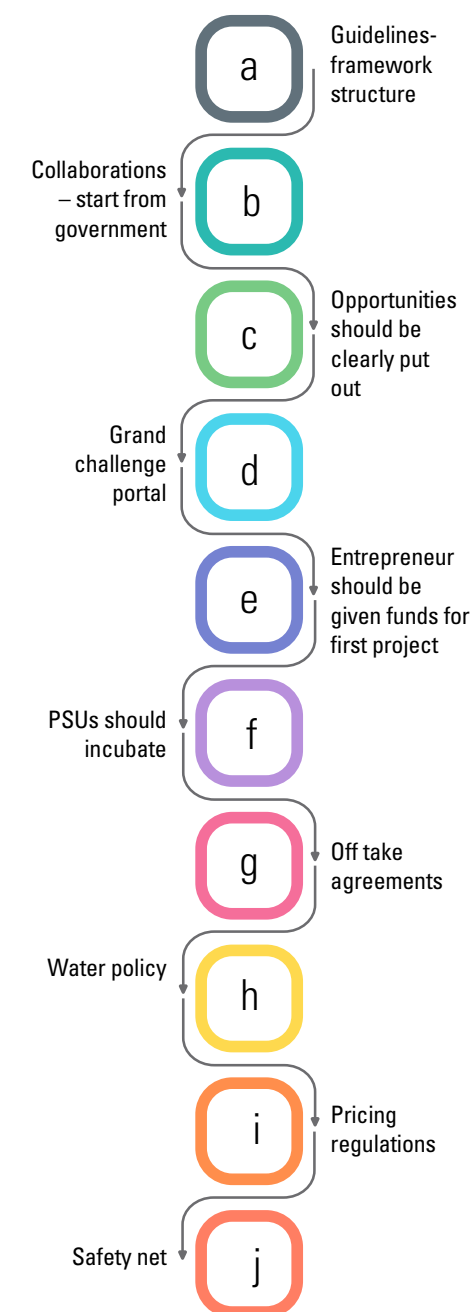 a
Guidelines-
framework
structure
Collaborations
– start from
government
b
c
Opportunities
should be
clearly put
out
Grand
challenge
portal
d
e
Entrepreneur
should be
given funds for
first project
PSUs should
incubate
f
g
Off take
agreements
Water policy
h
i
Pricing
regulations
Safety net
j